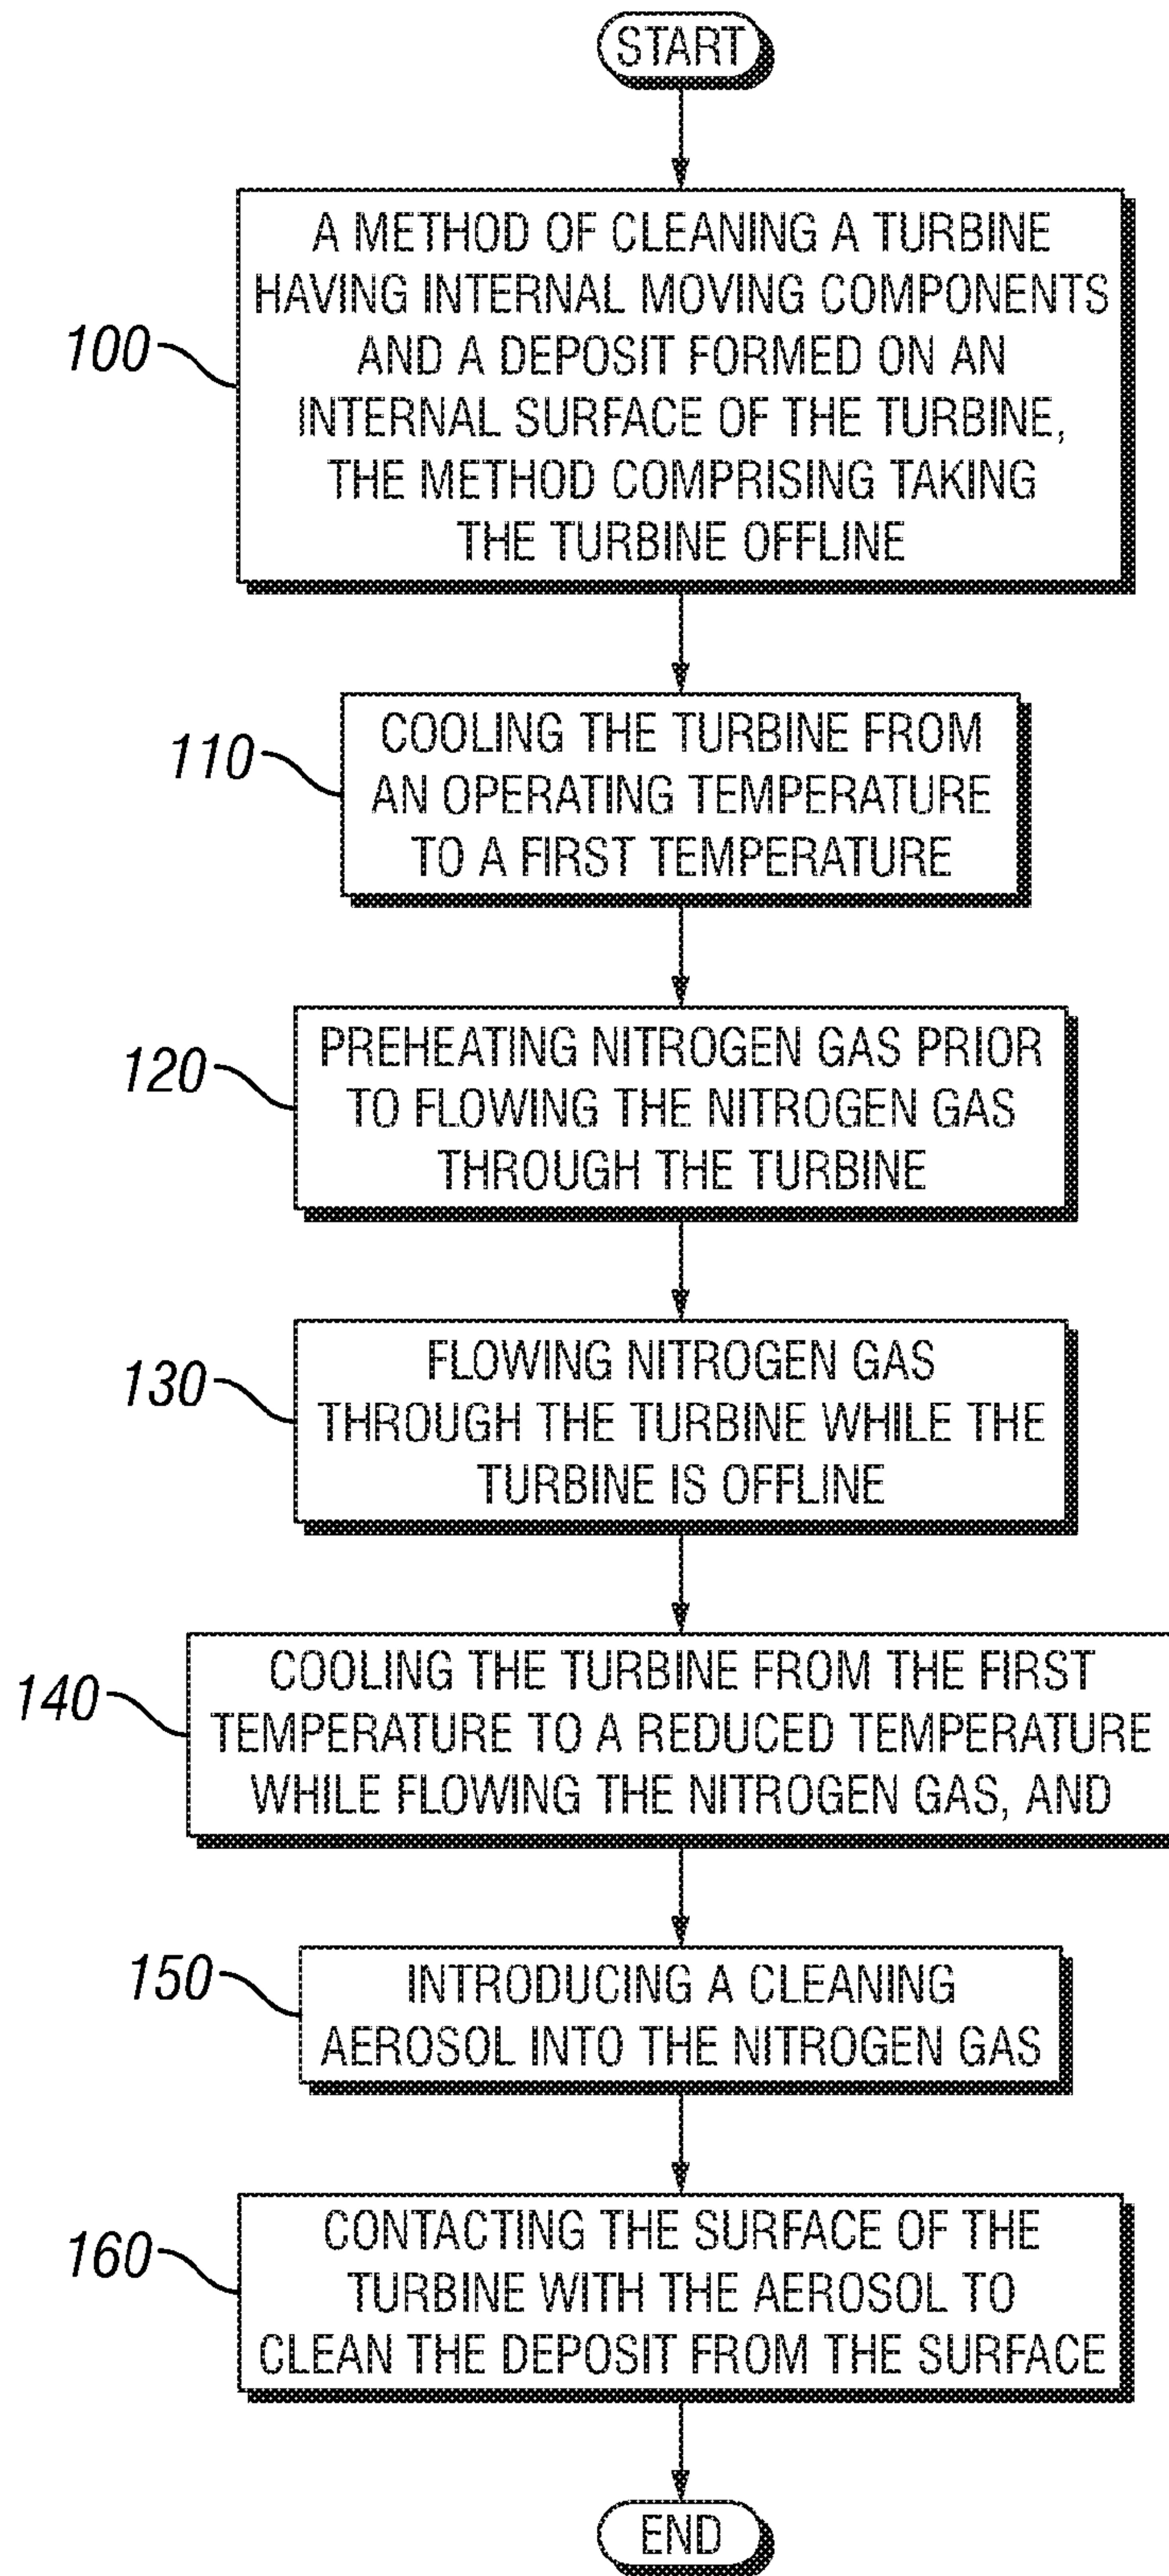 START
100
A METHOD OF CLEANING A TURBINE
HAVING INTERNAL MOVING COMPONENTS
AND A DEPOSIT FORMED ON AN
INTERNAL SURFACE OF THE TURBINE,
THE METHOD COMPRISING TAKING
THE TURBINE OFFLINE
110
COOLING THE TURBINE FROM
AN OPERATING TEMPERATURE
TO A FIRST TEMPERATURE
120
PREHEATING NITROGEN GAS PRIOR
TO FLOWING THE NITROGEN GAS
THROUGH THE TURBINE
130
FLOWING NITROGEN GAS
THROUGH THE TURBINE WHILE THE
TURBINE IS OFFLINE
140
COOLING THE TURBINE FROM THE FIRST
TEMPERATURE TO A REDUCED TEMPERATURE
WHILE FLOWING THE NITROGEN GAS, AND
150
INTRODUCING A CLEANING
AEROSOL INTO THE NITROGEN GAS
160
CONTACTING THE SURFACE OF THE
TURBINE WITH THE AEROSOL TO
CLEAN THE DEPOSIT FROM THE SURFACE
END